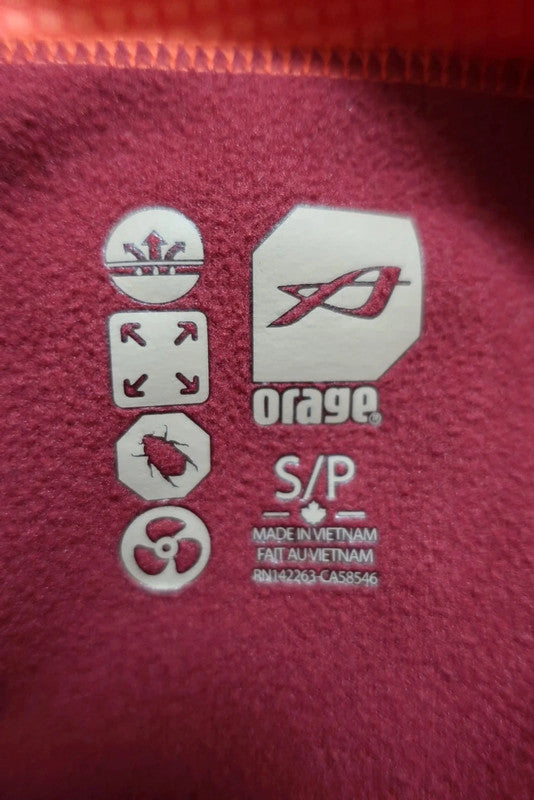 orage
S/P
MADE IN VIETNAM
FAIT AU VIETNAM
RN142263-CA58546